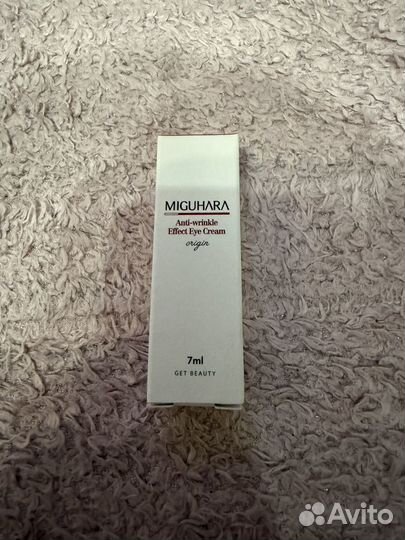 MIGUHARA
Anti-wrinkle
Effect Eye Cream
origin
7ml
GET BEAUTY
Avito